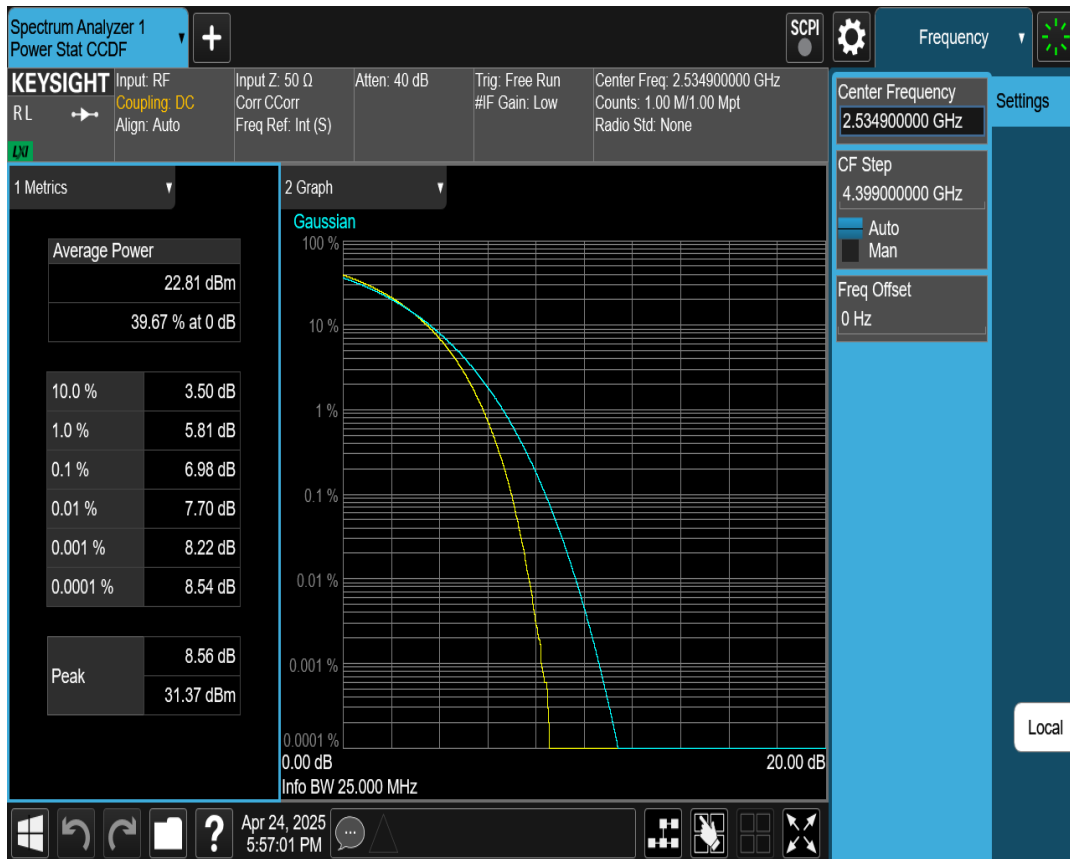 Spectrum Analyzer 1
Power Stat CCDF
+
SCPI
Frequency
KEYSIGHT
RL
LXI
Input: RF
Coupling: DC
Align: Auto
Input Z: 50 Ω
Corr CCorr
Freq Ref: Int (S)
Atten: 40 dB
Trig: Free Run
#IF Gain: Low
Center Freq: 2.534900000 GHz
Counts: 1.00 M/1.00 Mpt
Radio Std: None
Center Frequency
2.534900000 GHz
Settings
CF Step
4.399000000 GHz
Auto
Man
Freq Offset
0 Hz
Local
1 Metrics
Average Power
22.81 dBm
39.67 % at 0 dB
10.0 % 3.50 dB
1.0 % 5.81 dB
0.1 % 6.98 dB
0.01 % 7.70 dB
0.001 % 8.22 dB
0.0001 % 8.54 dB
Peak
8.56 dB
31.37 dBm
2 Graph
Gaussian
100 %
10 %
1 %
0.1 %
0.01 %
0.001 %
0.0001 %
0.00 dB 20.00 dB
Info BW 25.000 MHz
?
Apr 24, 2025
5:57:01 PM